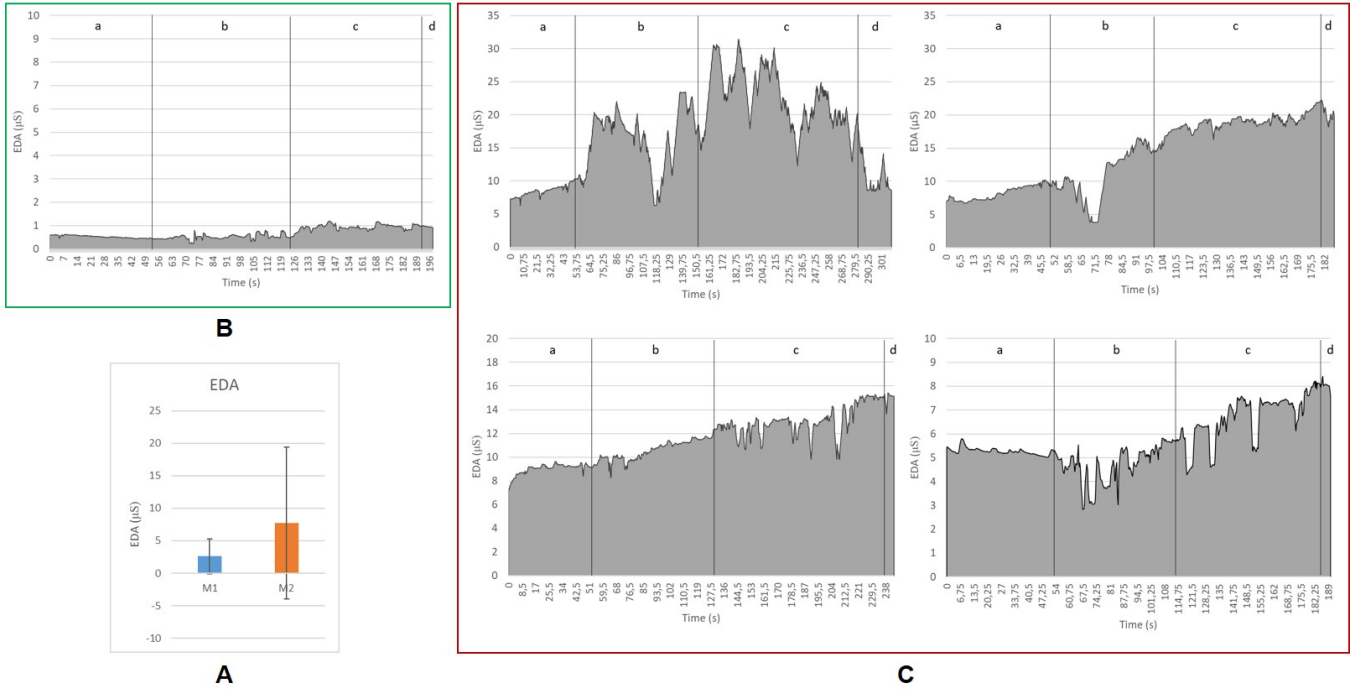 10
9
8
7
6
5
4
3
2
1
0
EDA (μS)
a b c d
0 7 14 21 28 35 42 49 56 63 70 77 84 91 98 105 112 119 126 133 140 147 154 161 168 175 182 189 196
Time (s)
B
EDA
25
20
15
10
5
0
-5
-10
EDA (μS)
M1 M2
A
35
30
25
20
15
10
5
0
EDA (μS)
a b c d
0 10,75 21,5 32,25 43 53,75 64,5 75,25 86 96,75 107,5 118,25 129 139,75 150,5 161,25 172 182,75 193,5 204,25 215 225,75 236,5 247,25 258 268,75 279,5 290,25 301
Time (s)
35
30
25
20
15
10
5
0
EDA (μS)
a b c d
0 6,5 13 19,5 26 32,5 39 45,5 52 58,5 65 71,5 78 84,5 91 97,5 104 110,5 117 123,5 130 136,5 143 149,5 156 162,5 169 175,5 182
Time (s)
20
18
16
14
12
10
8
6
4
2
0
EDA (μS)
a b c d
0 8,5 17 25,5 34 42,5 51 59,5 68 76,5 85 93,5 102 110,5 119 127,5 136 144,5 153 161,5 170 178,5 187 195,5 204 212,5 221 229,5 238
Time (s)
10
9
8
7
6
5
4
3
2
1
0
EDA (μS)
a b c d
0 6,75 13,5 20,25 27 33,75 40,5 47,25 54 60,75 67,5 74,25 81 87,75 94,5 101,25 108 114,75 121,5 128,25 135 141,75 148,5 155,25 162 168,75 175,5 182,25 189
Time (s)
C